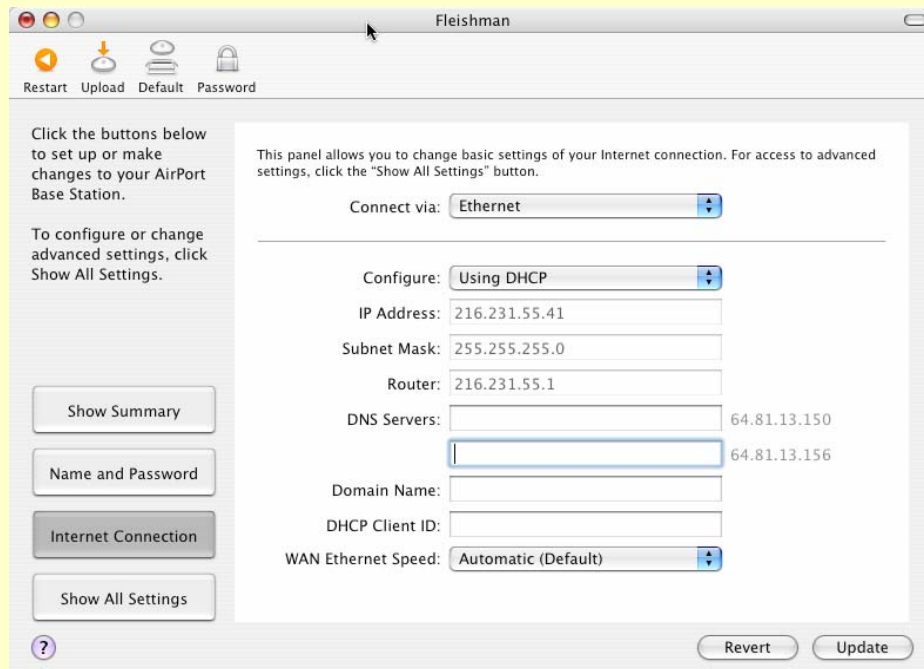 Fleishman
Restart Upload Default Password
Click the buttons below
to set up or make
changes to your AirPort
Base Station.
To configure or change
advanced settings, click
Show All Settings.
Show Summary
Name and Password
Internet Connection
Show All Settings
?
This panel allows you to change basic settings of your Internet connection. For access to advanced
settings, click the “Show All Settings” button.
Connect via: Ethernet
Configure: Using DHCP
IP Address: 216.231.55.41
Subnet Mask: 255.255.255.0
Router: 216.231.55.1
DNS Servers: 64.81.13.150
64.81.13.156
Domain Name:
DHCP Client ID:
WAN Ethernet Speed: Automatic (Default)
Revert Update